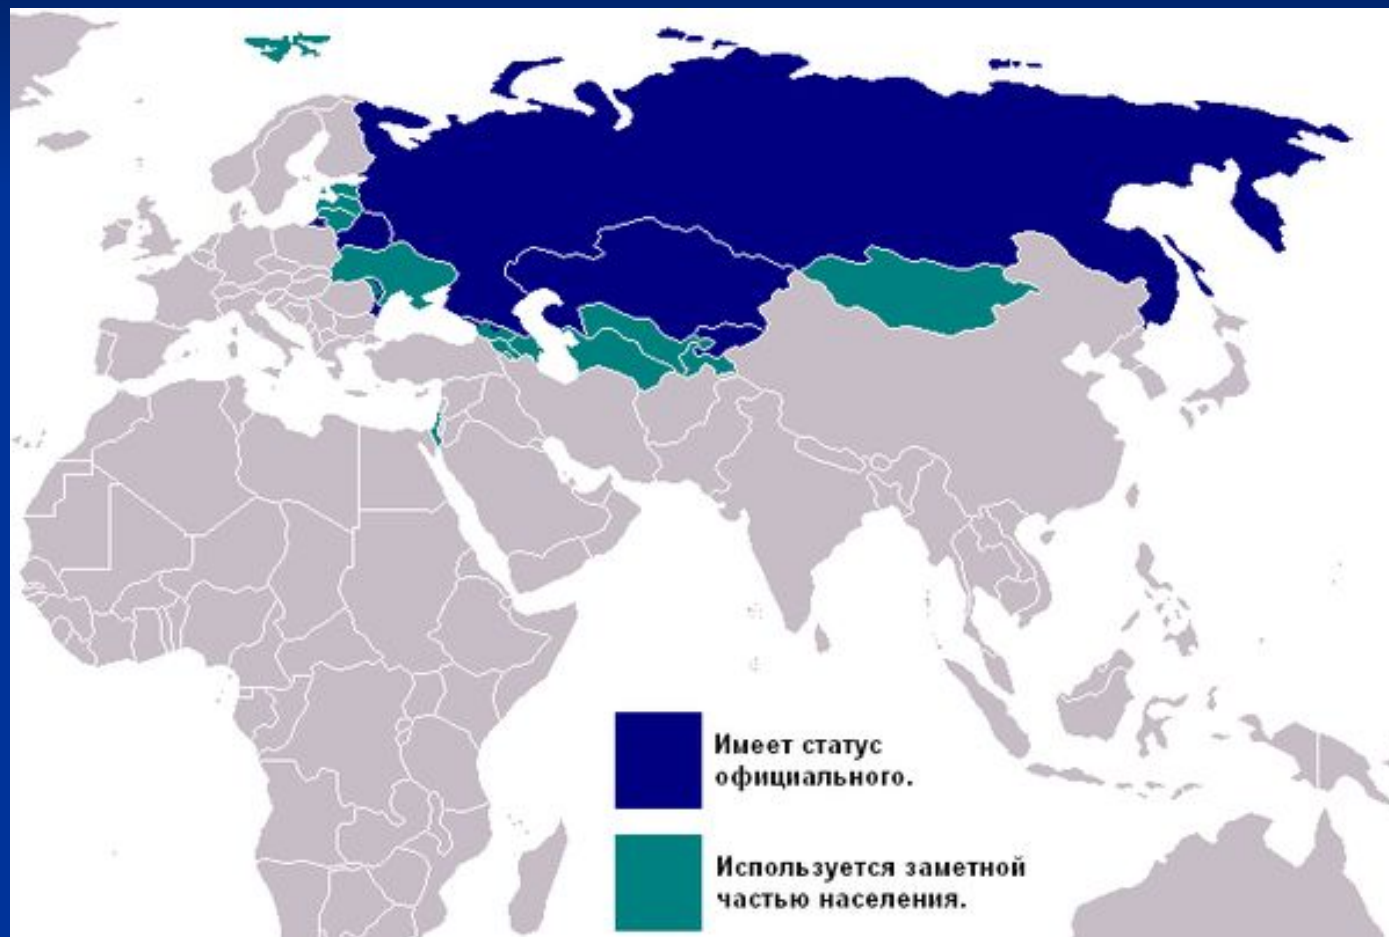 Имеет статус
официального.
Используется заметной
частью населения.